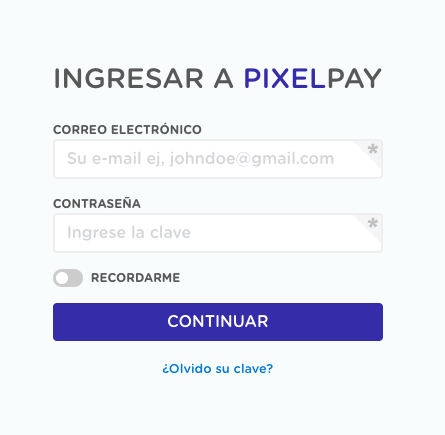 INGRESAR A PIXELPAY
CORREO ELECTRÓNICO
Su e-mail ej, johndoe@gmail.com
*
CONTRASEÑA
Ingrese la clave
*
RECORDARME
CONTINUAR
¿Olvido su clave?